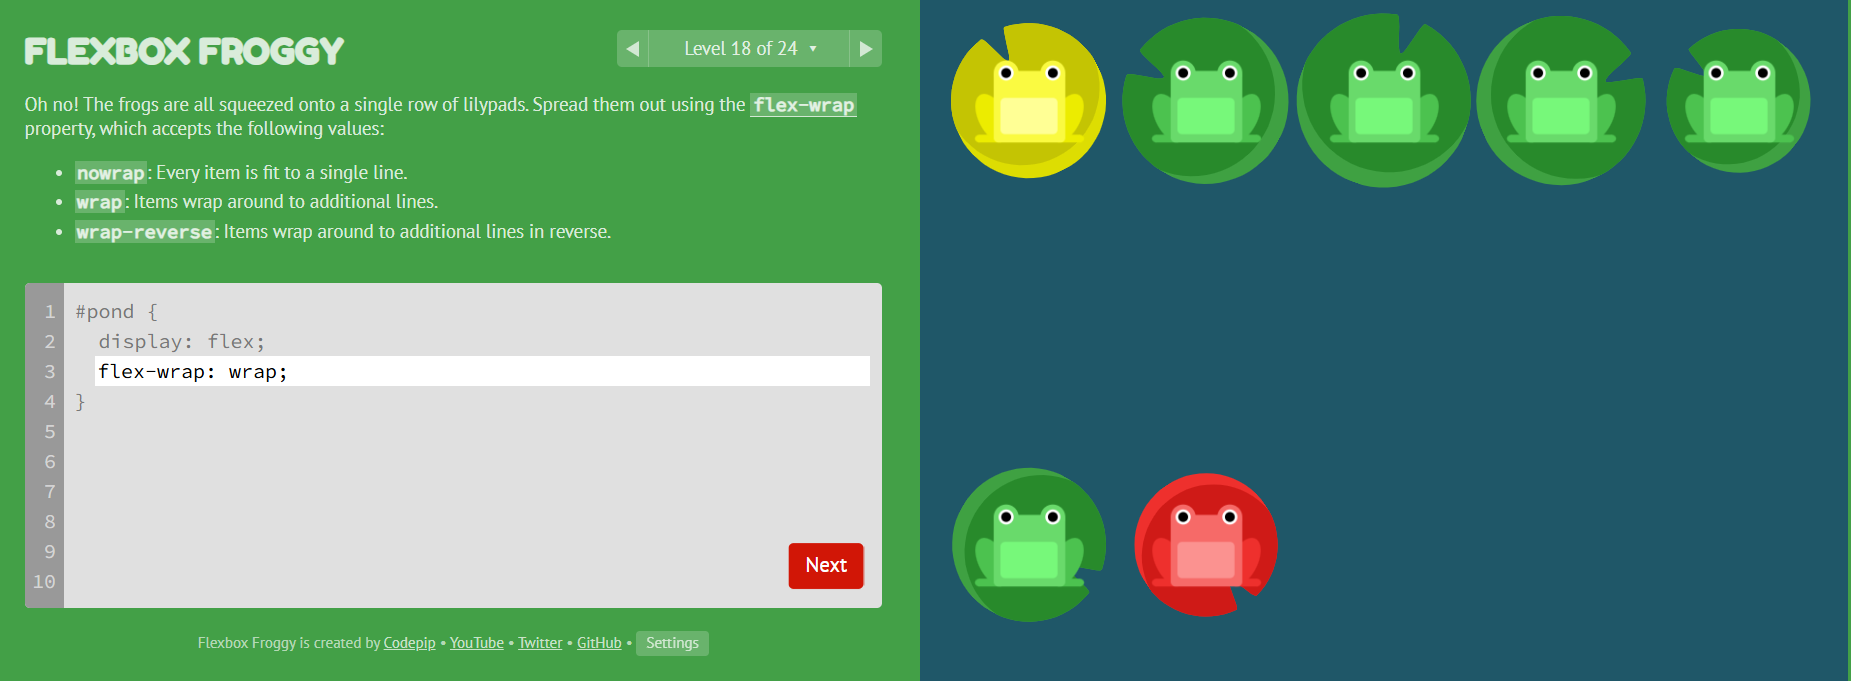 FLEXBOX FROGGY
Level 18 of 24
Oh no! The frogs are all squeezed onto a single row of lilypads. Spread them out using the flex-wrap
property, which accepts the following values:
• nowrap: Every item is fit to a single line.
• wrap: Items wrap around to additional lines.
• wrap-reverse: Items wrap around to additional lines in reverse.
1 #pond {
2 display: flex;
3 flex-wrap: wrap;
4 }
5
6
7
8
9
10
Next
Flexbox Froggy is created by Codepip • YouTube • Twitter • GitHub • Settings